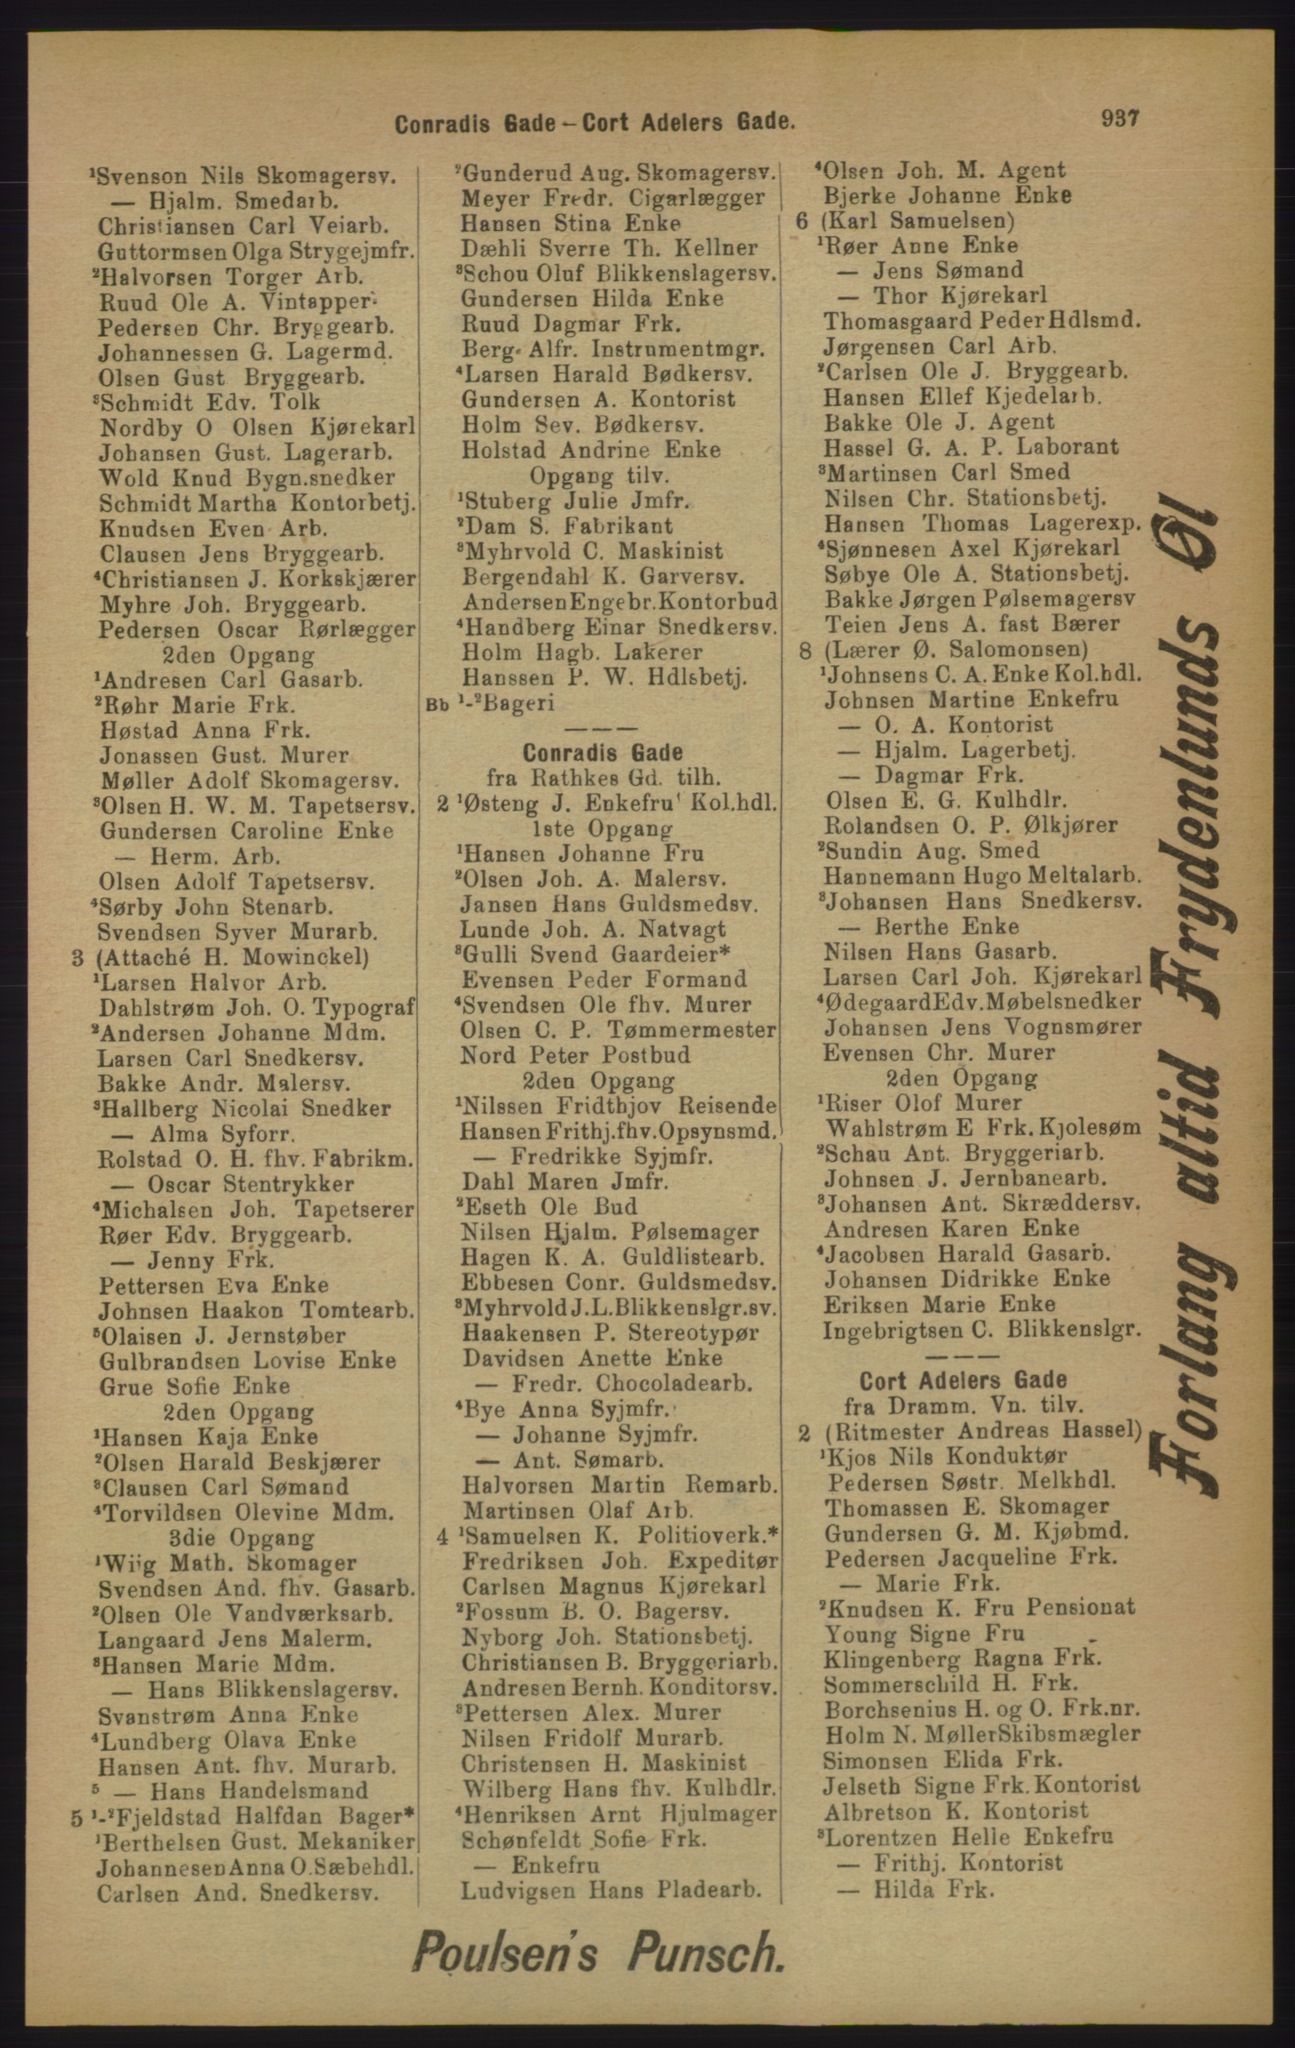 Conradis Gade – Cort Adelers Gade.
937
¹Svenson Nils Skomagersv.
— Hjalm. Smedarb.
Christiansen Carl Veiarb.
Guttormsen Olga Strygejmfr.
²Halvorsen Torger Arb.
Ruud Ole A. Vintapper
Pedersen Chr. Bryggearb.
Johannessen G. Lagermd.
Olsen Gust Bryggearb.
³Schmidt Edv. Tolk
Nordby O Olsen Kjørekarl
Johansen Gust. Lagerarb.
Wold Knud Bygn.snedker
Schmidt Martha Kontorbetj.
Knudsen Even Arb.
Clausen Jens Bryggearb.
⁴Christiansen J. Korkskjærer
Myhre Joh. Bryggearb.
Pedersen Oscar Rørlægger
2den Opgang
¹Andresen Carl Gasarb.
²Røhr Marie Frk.
Høstad Anna Frk.
Jonassen Gust. Murer
Møller Adolf Skomagersv.
³Olsen H. W. M. Tapetsersv.
Gundersen Caroline Enke
— Herm. Arb.
Olsen Adolf Tapetsersv.
⁴Sørby John Stenarb.
Svendsen Syver Murarb.
3 (Attaché H. Mowinckel)
¹Larsen Halvor Arb.
Dahlstrøm Joh. O. Typograf
²Andersen Johanne Mdm.
Larsen Carl Snedkersv.
Bakke Andr. Malersv.
³Hallberg Nicolai Snedker
— Alma Syforr.
Rolstad O. H. fhv. Fabrikm.
— Oscar Stentrykker
⁴Michalsen Joh. Tapetserer
Røer Edv. Bryggearb.
— Jenny Frk.
Pettersen Eva Enke
Johnsen Haakon Tomtearb.
⁵Olaisen J. Jernstøber
Gulbrandsen Lovise Enke
Grue Sofie Enke
2den Opgang
¹Hansen Kaja Enke
²Olsen Harald Beskjærer
³Clausen Carl Sømand
⁴Torvildsen Olevine Mdm.
3die Opgang
¹Wiig Math. Skomager
Svendsen And. fhv. Gasarb.
²Olsen Ole Vandværksarb.
Langaard Jens Malerm.
³Hansen Marie Mdm.
— Hans Blikkenslagersv.
Svanstrøm Anna Enke
⁴Lundberg Olava Enke
Hansen Ant. fhv. Murarb.
⁵ — Hans Handelsmand
5 ¹-²Fjeldstad Halfdan Bager*
¹Berthelsen Gust. Mekaniker
Johannesen Anna O. Sæbehdl.
Carlsen And. Snedkersv.
²Gunderud Aug. Skomagersv.
Meyer Fredr. Cigarlægger
Hansen Stina Enke
Dæhli Sverre Th. Kellner
³Schou Oluf Blikkenslagersv.
Gundersen Hilda Enke
Ruud Dagmar Frk.
Berg Alfr. Instrumentmgr.
⁴Larsen Harald Bødkersv.
Gundersen A. Kontorist
Holm Sev. Bødkersv.
Holstad Andrine Enke
Opgang tilv.
¹Stuberg Julie Jmfr.
²Dam S. Fabrikant
³Myhrvold C. Maskinist
Bergendahl K. Garversv.
Andersen Engebr. Kontorbud
⁴Handberg Einar Snedkersv.
Holm Hagb. Lakerer
Hanssen P. W. Hdlsbetj.
Bb ¹-²Bageri
———
Conradis Gade
fra Rathkes Gd. tilh.
2 ¹Østeng J. Enkefru Kol.hdl.
1ste Opgang
¹Hansen Johanne Fru
²Olsen Joh. A. Malersv.
Jansen Hans Guldsmedsv.
Lunde Joh. A. Natvagt
³Gulli Svend Gaardeier*
Evensen Peder Formand
⁴Svendsen Ole fhv. Murer
Olsen C. P. Tømmermester
Nord Peter Postbud
2den Opgang
¹Nilssen Fridthjov Reisende
Hansen Frithj. fhv. Opsynsmd.
— Fredrikke Syjmfr.
Dahl Maren Jmfr.
²Eseth Ole Bud
Nilsen Hjalm. Pølsemager
Hagen K. A. Guldlistearb.
Ebbesen Conr. Guldsmedsv.
³Myhrvold J. L. Blikkenslgr.sv.
Haakensen P. Stereotypør
Davidsen Anette Enke
— Fredr. Chocoladearb.
⁴Bye Anna Syjmfr.
— Johanne Syjmfr.
— Ant. Sømarb.
Halvorsen Martin Remarb.
Martinsen Olaf Arb.
4 ¹Samuelsen K. Politioverk.*
Fredriksen Joh. Expeditør
Carlsen Magnus Kjørekarl
²Fossum B. O. Bagersv.
Nyborg Joh. Stationsbetj.
Christiansen B. Bryggeriarb.
Andresen Bernh. Konditorsv.
³Pettersen Alex. Murer
Nilsen Fridolf Murarb.
Christensen H. Maskinist
Wilberg Hans fhv. Kulhdlr.
⁴Henriksen Arnt Hjulmager
Schønfeldt Sofie Frk.
— Enkefru
Ludvigsen Hans Pladearb.
⁴Olsen Joh. M. Agent
Bjerke Johanne Enke
6 (Karl Samuelsen)
¹Røer Anne Enke
— Jens Sømand
— Thor Kjørekarl
Thomasgaard Peder Hdlsmd.
Jørgensen Carl Arb.
²Carlsen Ole J. Bryggearb.
Hansen Ellef Kjedelarb.
Bakke Ole J. Agent
Hassel G. A. P. Laborant
³Martinsen Carl Smed
Nilsen Chr. Stationsbetj.
Hansen Thomas Lagerexp.
⁴Sjønnesen Axel Kjørekarl
Søbye Ole A. Stationsbetj.
Bakke Jørgen Pølsemagersv
Teien Jens A. fast Bærer
8 (Lærer Ø. Salomonsen)
¹Johnsens C. A. Enke Kol.hdl.
Johnsen Martine Enkefru
— O. A. Kontorist
— Hjalm. Lagerbetj.
— Dagmar Frk.
Olsen E. G. Kulhdlr.
Rolandsen O. P. Ølkjører
²Sundin Aug. Smed
Hannemann Hugo Meltalarb.
³Johansen Hans Snedkersv.
— Berthe Enke
Nilsen Hans Gasarb.
Larsen Carl Joh. Kjørekarl
⁴Ødegaard Edv. Møbelsnedker
Johansen Jens Vognsmører
Evensen Chr. Murer
2den Opgang
¹Riser Olof Murer
Wahlstrøm E Frk. Kjolesøm
²Schau Ant. Bryggeriarb.
Johnsen J. Jernbanearb.
³Johansen Ant. Skræddersv.
Andresen Karen Enke
⁴Jacobsen Harald Gasarb.
Johansen Didrikke Enke
Eriksen Marie Enke
Ingebrigtsen C. Blikkenslgr.
———
Cort Adelers Gade
fra Dramm. Vn. tilv.
2 (Ritmester Andreas Hassel)
¹Kjos Nils Konduktør
Pedersen Søstr. Melkhdl.
Thomassen E. Skomager
Gundersen G. M. Kjøbmd.
Pedersen Jacqueline Frk.
— Marie Frk.
²Knudsen K. Fru Pensionat
Young Signe Fru
Klingenberg Ragna Frk.
Sommerschild H. Frk.
Borchsenius H. og O. Frk.nr.
Holm N. Møller Skibsmægler
Simonsen Elida Frk.
Jelseth Signe Frk. Kontorist
Albretson K. Kontorist
³Lorentzen Helle Enkefru
— Frithj. Kontorist
— Hilda Frk.
Forlang altid Frydenlunds Øl
Poulsen's Punsch.